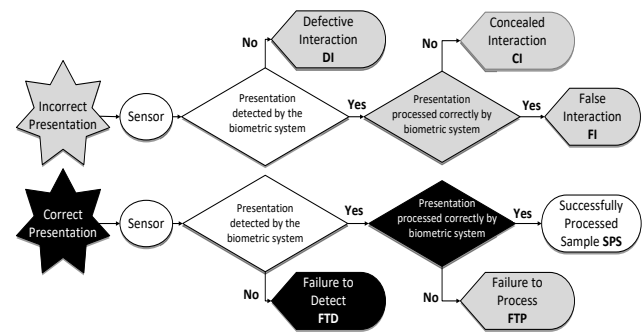 Defective
Interaction
DI
No
Concealed
Interaction
CI
No
Incorrect
Presentation
Sensor
Presentation
detected by the
biometric system
Yes
Presentation
processed correctly by
biometric system
Yes
False
Interaction
FI
Correct
Presentation
Sensor
Presentation
detected by the
biometric system
Yes
Presentation
processed correctly by
biometric system
Yes
Successfully
Processed
Sample SPS
No
Failure to
Detect
FTD
No
Failure to
Process
FTP